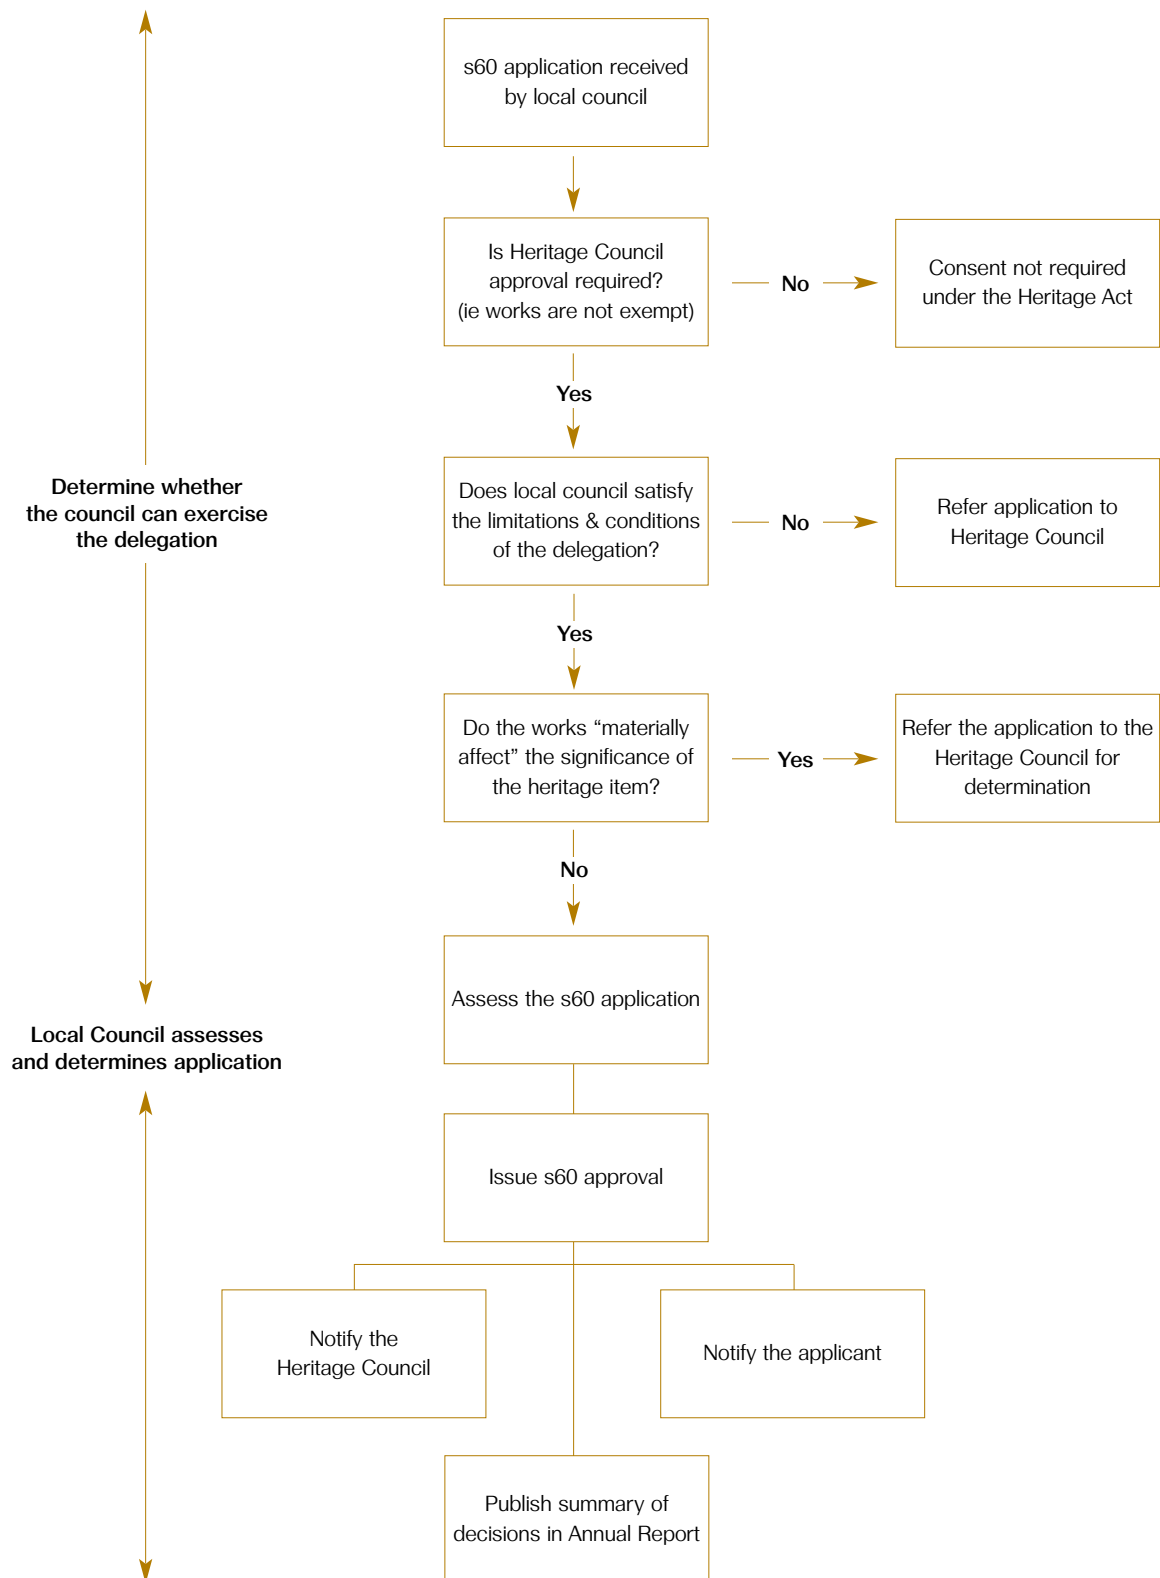 s60 application received
by local council
Is Heritage Council
approval required?
(ie works are not exempt)
No
Consent not required
under the Heritage Act
Yes
Determine whether
the council can exercise
the delegation
Does local council satisfy
the limitations & conditions
of the delegation?
No
Refer application to
Heritage Council
Yes
Do the works “materially
affect” the significance of
the heritage item?
Yes
Refer the application to the
Heritage Council for
determination
No
Assess the s60 application
Local Council assesses
and determines application
Issue s60 approval
Notify the
Heritage Council
Notify the applicant
Publish summary of
decisions in Annual Report